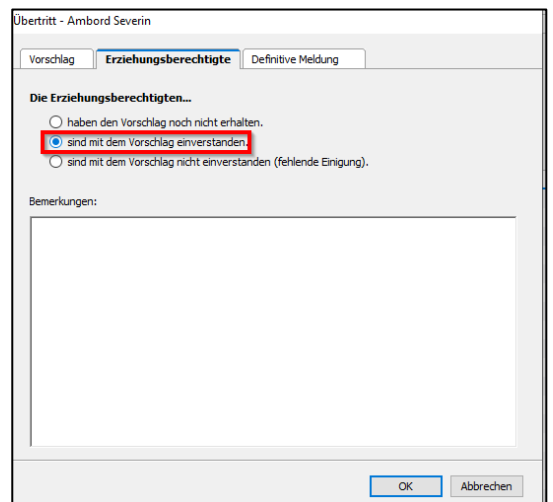 Übertritt - Ambord Severin
Vorschlag Erziehungsberechtigte Definitive Meldung
Die Erziehungsberechtigten...
haben den Vorschlag noch nicht erhalten.
sind mit dem Vorschlag einverstanden.
sind mit dem Vorschlag nicht einverstanden (fehlende Einigung).
Bemerkungen:
OK Abbrechen